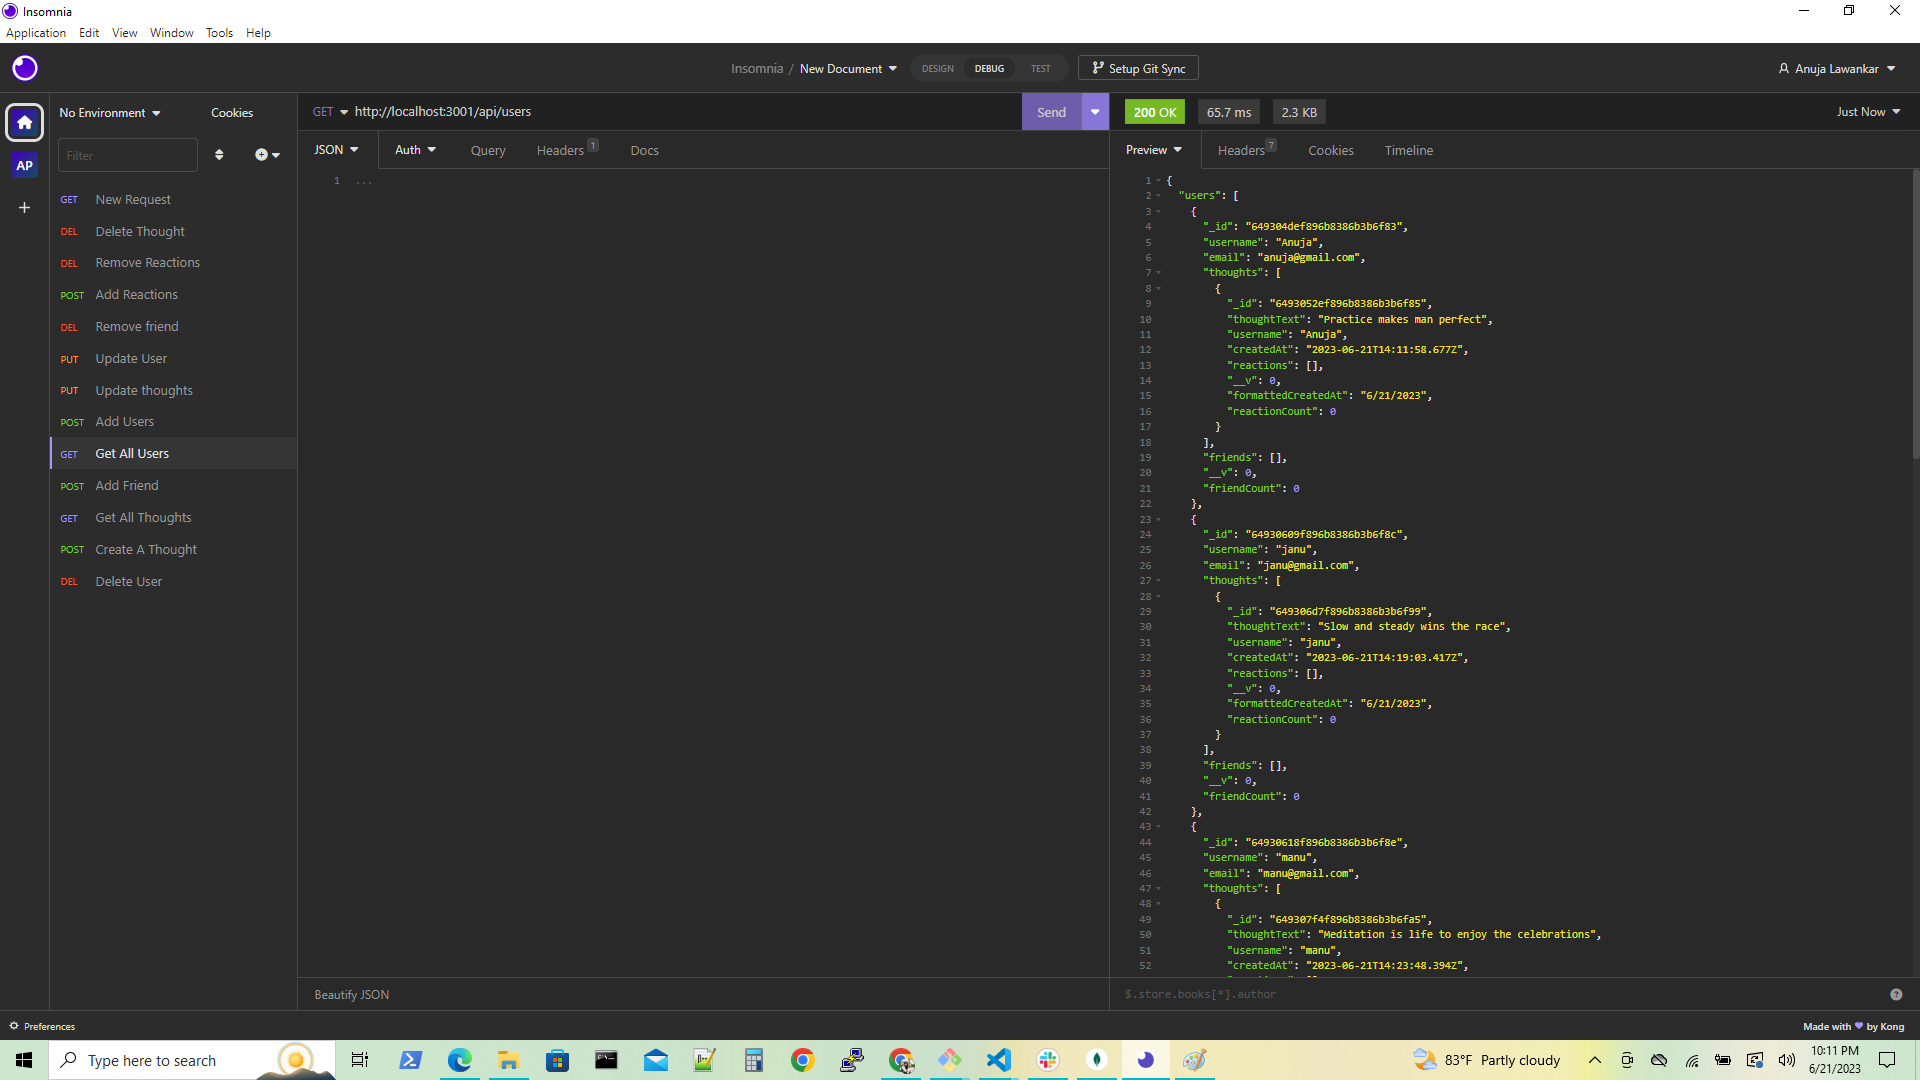 Insomnia
Application Edit View Window Tools Help
Insomnia / New Document DESIGN DEBUG TEST Setup Git Sync Anuja Lawankar
No Environment Cookies
GET http://localhost:3001/api/users Send 200 OK 65.7 ms 2.3 KB Just Now
Filter
JSON Auth Query Headers 1 Docs
Preview Headers 7 Cookies Timeline
AP
GET New Request
DEL Delete Thought
DEL Remove Reactions
POST Add Reactions
DEL Remove friend
PUT Update User
PUT Update thoughts
POST Add Users
GET Get All Users
POST Add Friend
GET Get All Thoughts
POST Create A Thought
DEL Delete User
1 ...
1 {
2 "users": [
3 {
4 "_id": "649304def896b8386b3b6f83",
5 "username": "Anuja",
6 "email": "anuja@gmail.com",
7 "thoughts": [
8 {
9 "_id": "6493052ef896b8386b3b6f85",
10 "thoughtText": "Practice makes man perfect",
11 "username": "Anuja",
12 "createdAt": "2023-06-21T14:11:58.677Z",
13 "reactions": [],
14 "__v": 0,
15 "formattedCreatedAt": "6/21/2023",
16 "reactionCount": 0
17 }
18 ],
19 "friends": [],
20 "__v": 0,
21 "friendCount": 0
22 },
23 {
24 "_id": "64930609f896b8386b3b6f8c",
25 "username": "janu",
26 "email": "janu@gmail.com",
27 "thoughts": [
28 {
29 "_id": "649306d7f896b8386b3b6f99",
30 "thoughtText": "Slow and steady wins the race",
31 "username": "janu",
32 "createdAt": "2023-06-21T14:19:03.417Z",
33 "reactions": [],
34 "__v": 0,
35 "formattedCreatedAt": "6/21/2023",
36 "reactionCount": 0
37 }
38 ],
39 "friends": [],
40 "__v": 0,
41 "friendCount": 0
42 },
43 {
44 "_id": "64930618f896b8386b3b6f8e",
45 "username": "manu",
46 "email": "manu@gmail.com",
47 "thoughts": [
48 {
49 "_id": "649307f4f896b8386b3b6fa5",
50 "thoughtText": "Meditation is life to enjoy the celebrations",
51 "username": "manu",
52 "createdAt": "2023-06-21T14:23:48.394Z",
Beautify JSON
$.store.books[*].author
Preferences
Made with by Kong
Type here to search
83°F Partly cloudy
10:11 PM
6/21/2023